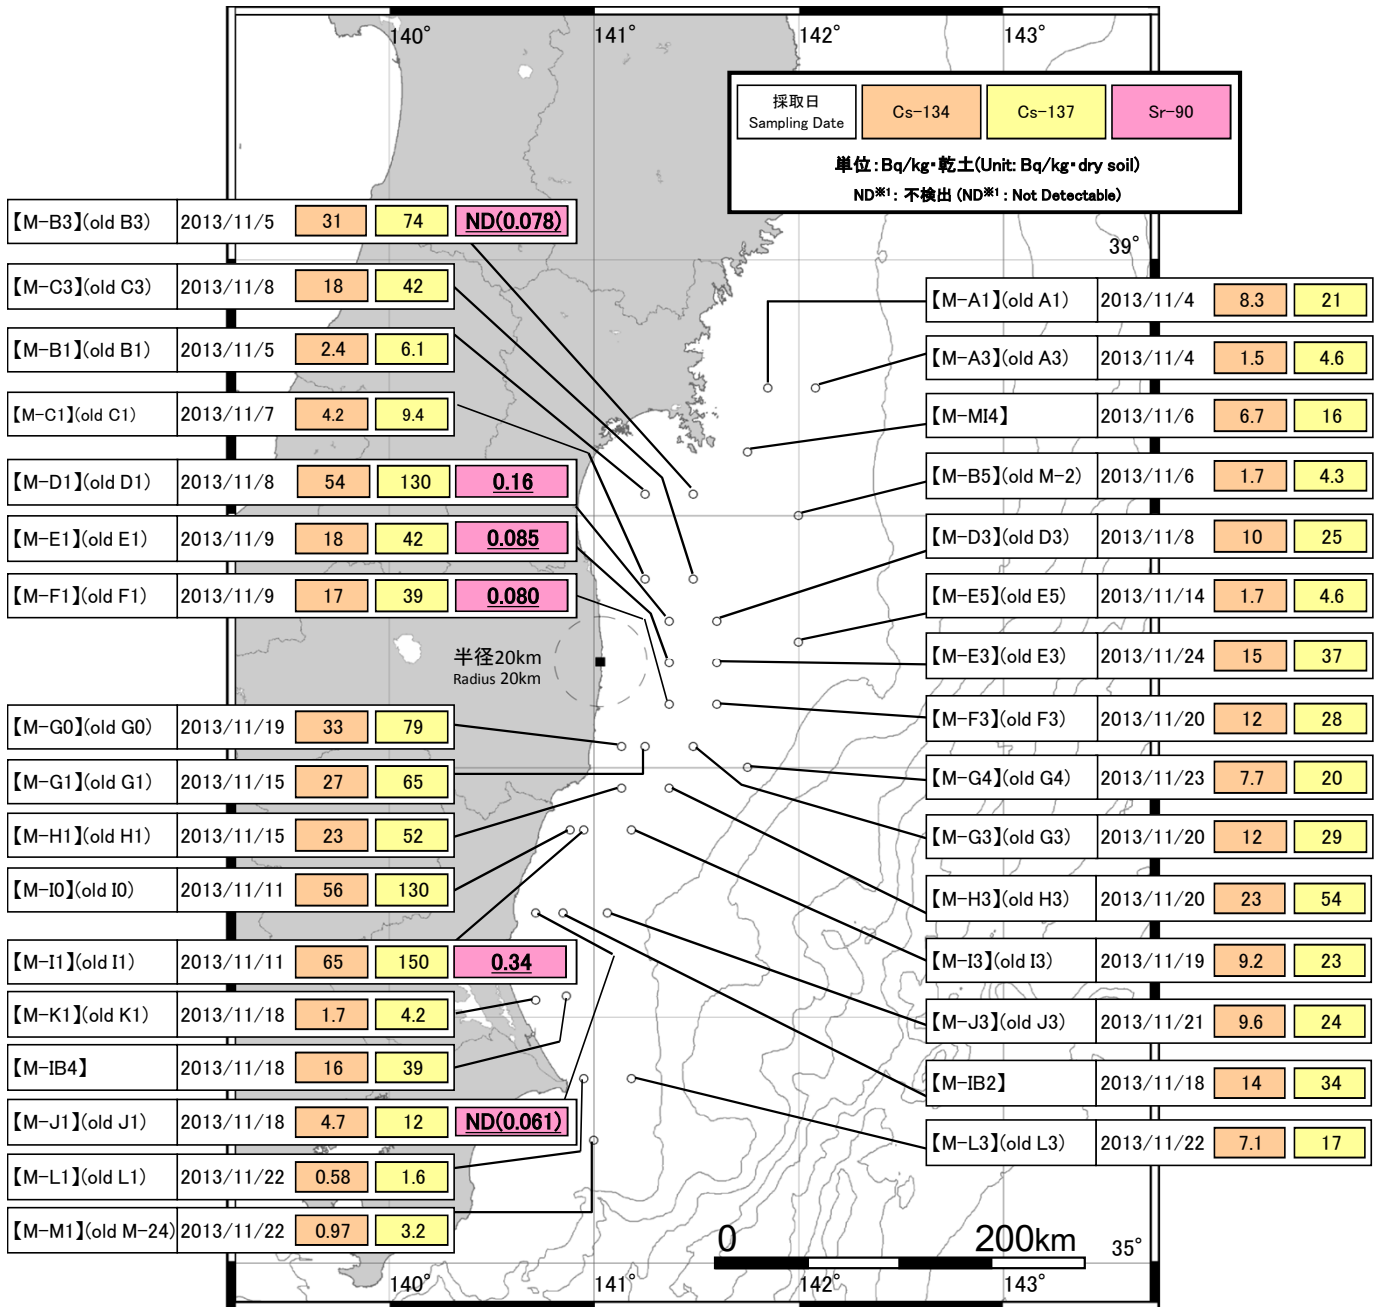 140°
141°
142°
143°
採取日
Sampling Date
Cs-134
Cs-137
Sr-90
単位:Bq/kg・乾土(Unit: Bq/kg・dry soil)
ND※1: 不検出 (ND※1 : Not Detectable)
39°
【M-B3】(old B3) 2013/11/5 31 74 ND(0.078)
【M-C3】(old C3) 2013/11/8 18 42
【M-B1】(old B1) 2013/11/5 2.4 6.1
【M-C1】(old C1) 2013/11/7 4.2 9.4
【M-D1】(old D1) 2013/11/8 54 130 0.16
【M-E1】(old E1) 2013/11/9 18 42 0.085
【M-F1】(old F1) 2013/11/9 17 39 0.080
半径20km
Radius 20km
【M-G0】(old G0) 2013/11/19 33 79
【M-G1】(old G1) 2013/11/15 27 65
【M-H1】(old H1) 2013/11/15 23 52
【M-I0】(old I0) 2013/11/11 56 130
【M-I1】(old I1) 2013/11/11 65 150 0.34
【M-K1】(old K1) 2013/11/18 1.7 4.2
【M-IB4】 2013/11/18 16 39
【M-J1】(old J1) 2013/11/18 4.7 12 ND(0.061)
【M-L1】(old L1) 2013/11/22 0.58 1.6
【M-M1】(old M-24) 2013/11/22 0.97 3.2
【M-A1】(old A1) 2013/11/4 8.3 21
【M-A3】(old A3) 2013/11/4 1.5 4.6
【M-MI4】 2013/11/6 6.7 16
【M-B5】(old M-2) 2013/11/6 1.7 4.3
【M-D3】(old D3) 2013/11/8 10 25
【M-E5】(old E5) 2013/11/14 1.7 4.6
【M-E3】(old E3) 2013/11/24 15 37
【M-F3】(old F3) 2013/11/20 12 28
【M-G4】(old G4) 2013/11/23 7.7 20
【M-G3】(old G3) 2013/11/20 12 29
【M-H3】(old H3) 2013/11/20 23 54
【M-I3】(old I3) 2013/11/19 9.2 23
【M-J3】(old J3) 2013/11/21 9.6 24
【M-IB2】 2013/11/18 14 34
【M-L3】(old L3) 2013/11/22 7.1 17
0 200km
35°
140°
141°
142°
143°